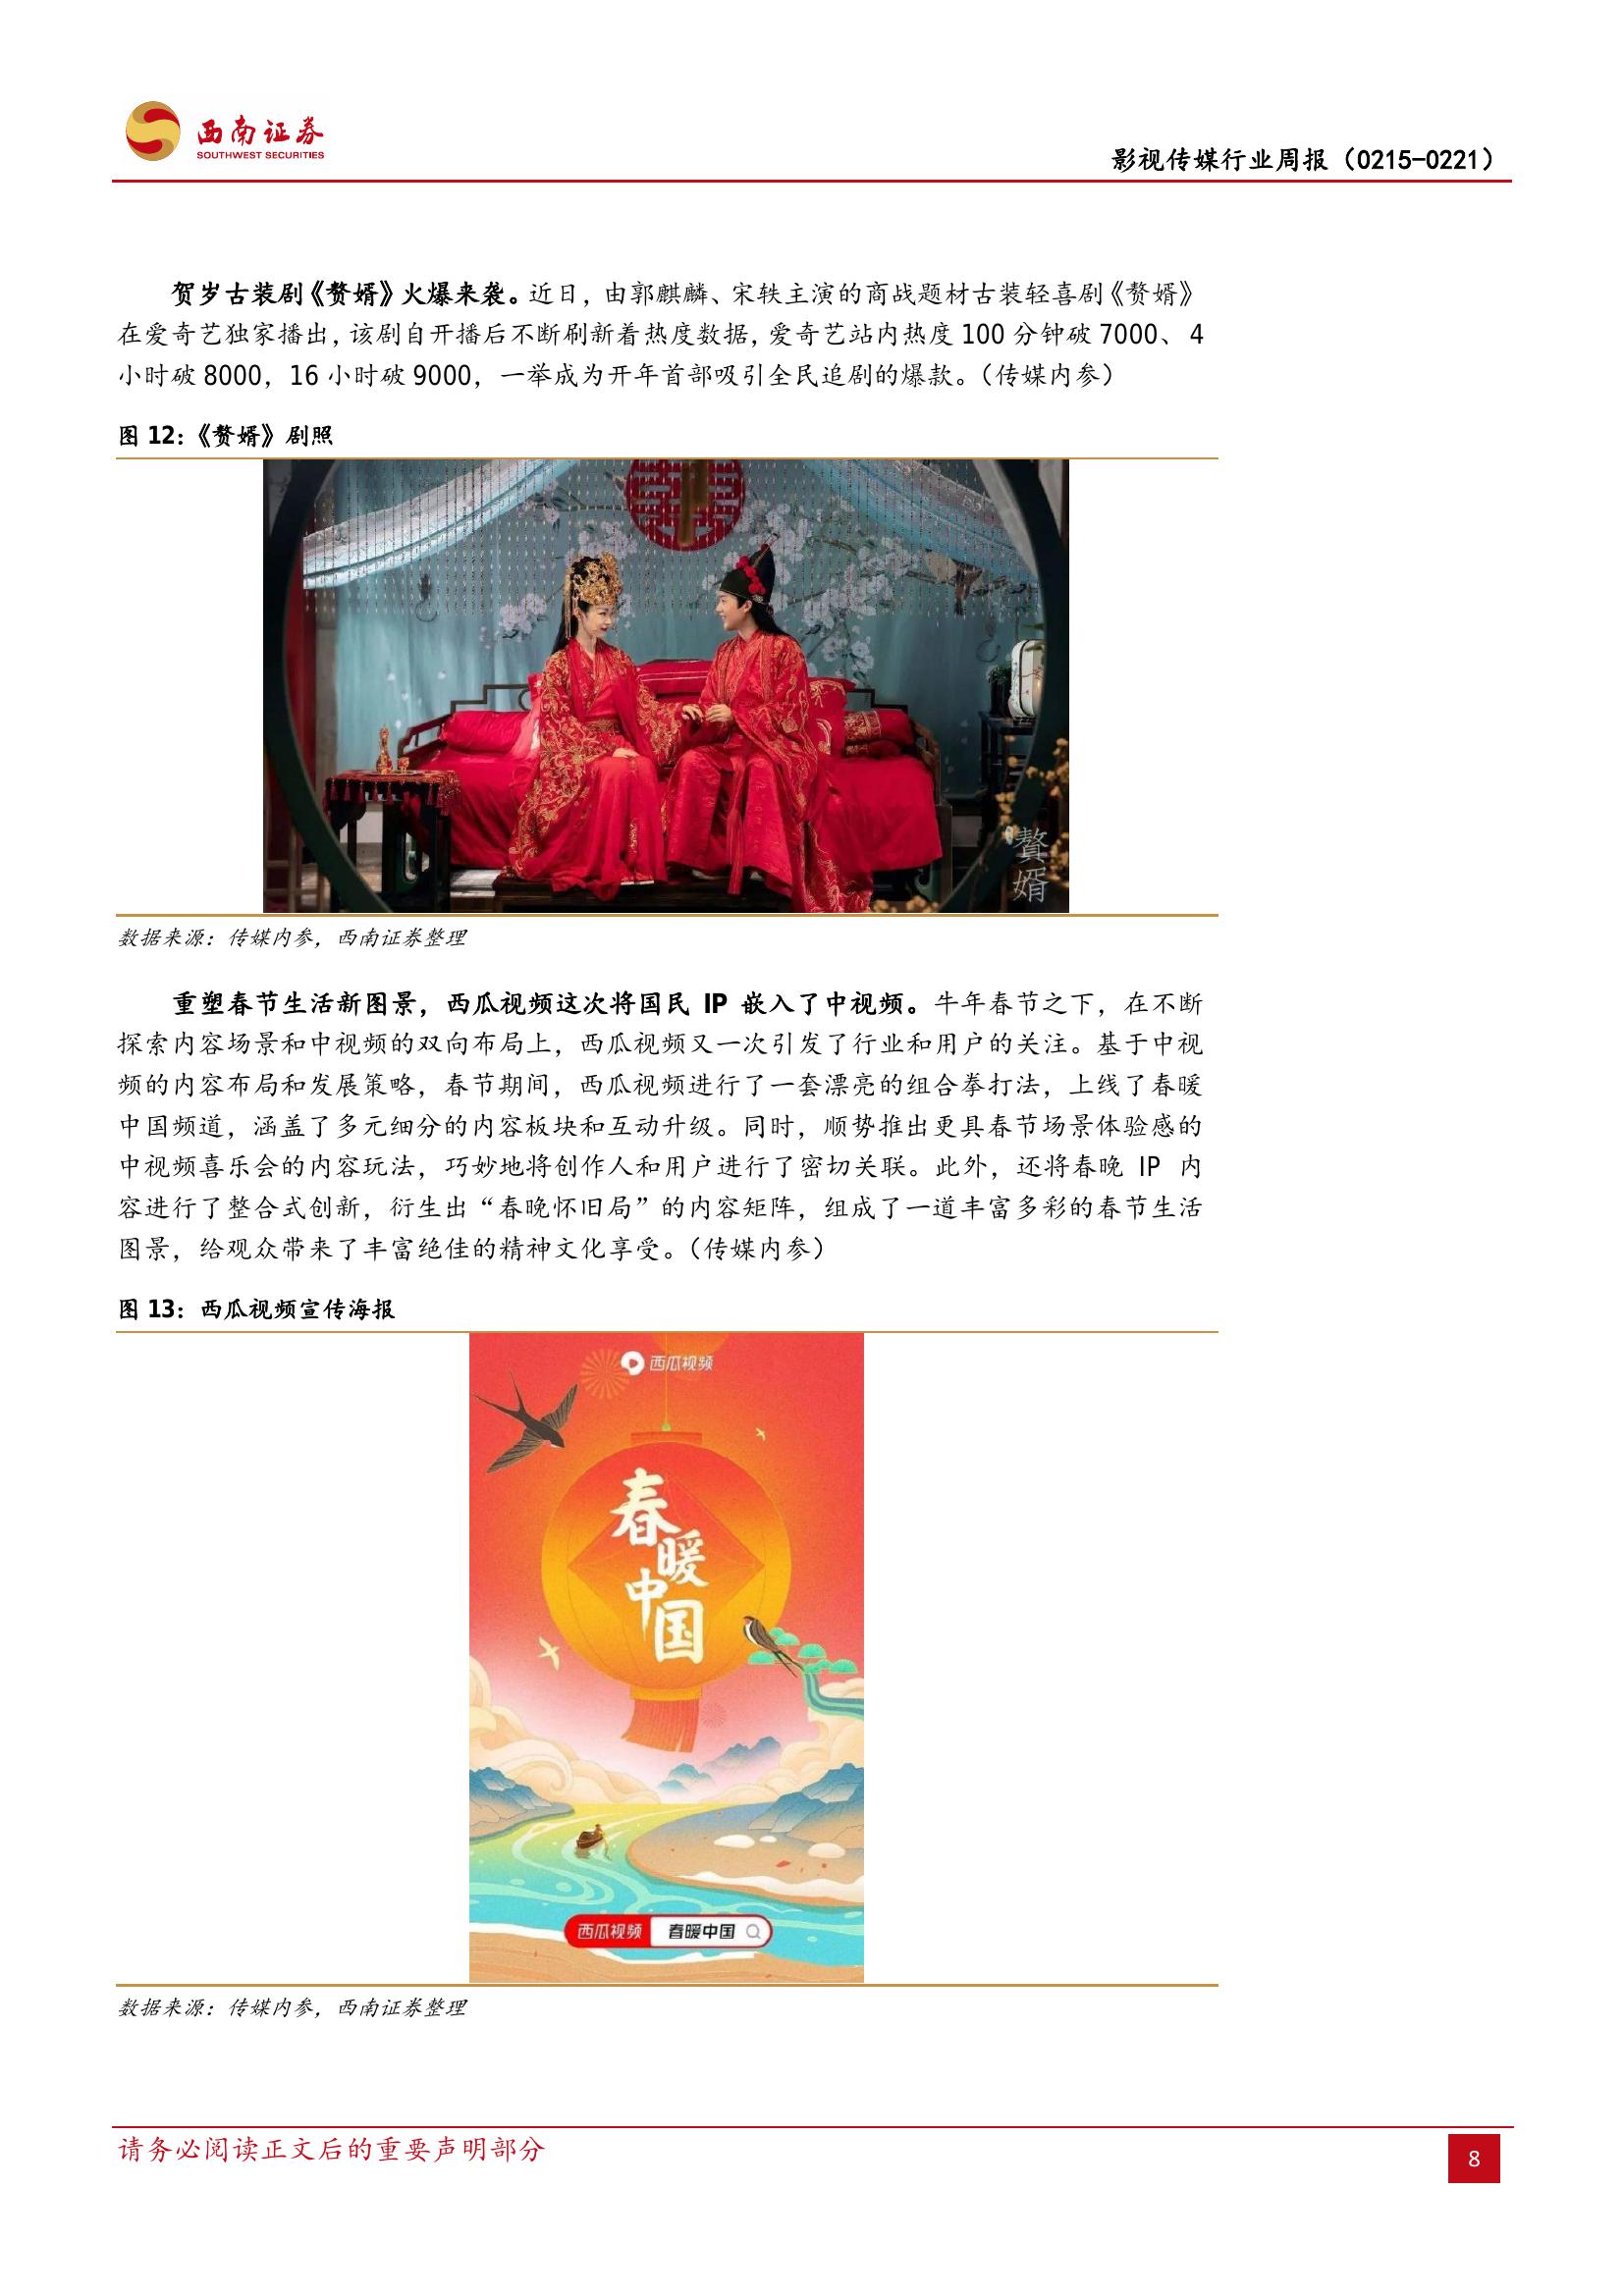 西南证券
SOUTHWEST SECURITIES
影视传媒行业周报（0215-0221）
贺岁古装剧《赘婿》火爆来袭。近日，由郭麒麟、宋轶主演的商战题材古装轻喜剧《赘婿》
在爱奇艺独家播出，该剧自开播后不断刷新着热度数据，爱奇艺站内热度 100 分钟破 7000、 4
小时破 8000，16 小时破 9000，一举成为开年首部吸引全民追剧的爆款。（传媒内参）
图 12：《赘婿》剧照
赘
婿
数据来源：传媒内参，西南证券整理
重塑春节生活新图景，西瓜视频这次将国民 IP 嵌入了中视频。牛年春节之下，在不断
探索内容场景和中视频的双向布局上，西瓜视频又一次引发了行业和用户的关注。基于中视
频的内容布局和发展策略，春节期间，西瓜视频进行了一套漂亮的组合拳打法，上线了春暖
中国频道，涵盖了多元细分的内容板块和互动升级。同时，顺势推出更具春节场景体验感的
中视频喜乐会的内容玩法，巧妙地将创作人和用户进行了密切关联。此外，还将春晚 IP 内
容进行了整合式创新，衍生出“春晚怀旧局”的内容矩阵，组成了一道丰富多彩的春节生活
图景，给观众带来了丰富绝佳的精神文化享受。（传媒内参）
图 13：西瓜视频宣传海报
西瓜视频
春
暖
中
国
西瓜视频 春暖中国
数据来源：传媒内参，西南证券整理
请务必阅读正文后的重要声明部分
8